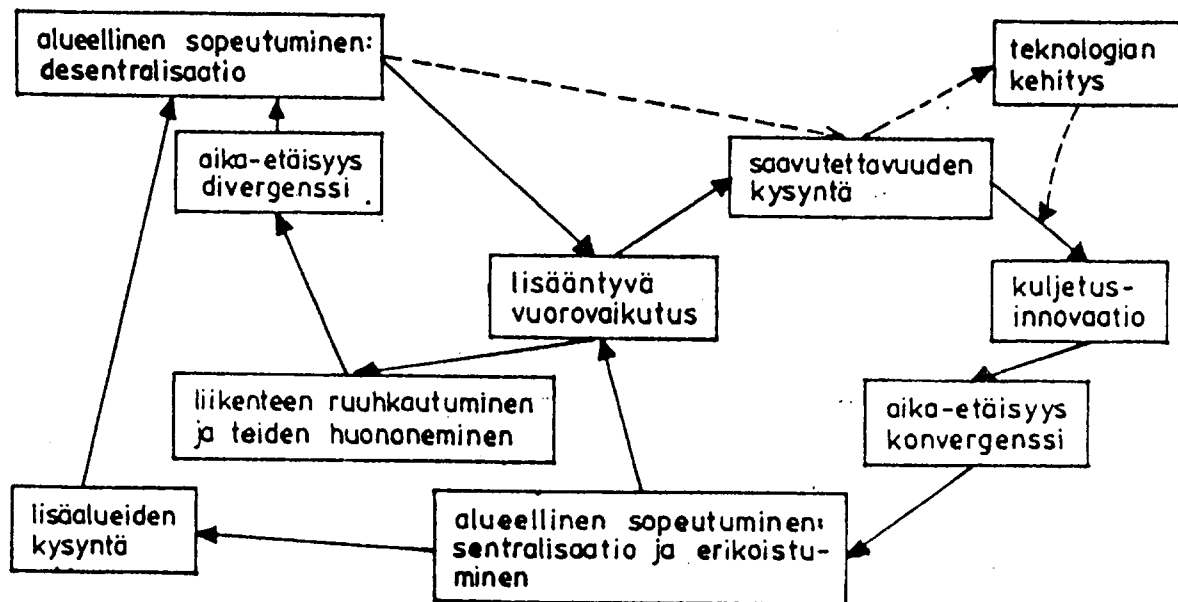 alueellinen sopeutuminen:
desentralisaatio
teknologian
kehitys
aika-etäisyys
divergenssi
saavutettavuuden
kysyntä
lisääntyvä
vuorovaikutus
kuljetus-
innovaatio
liikenteen ruuhkautuminen
ja teiden huononeminen
aika-etäisyys
konvergenssi
lisäalueiden
kysyntä
alueellinen sopeutuminen:
sentralisaatio ja erikoistu-
minen